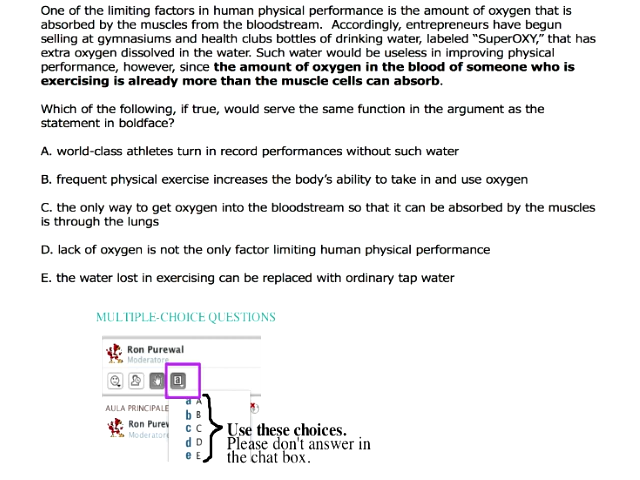 One of the limiting factors in human physical performance is the amount of oxygen that is
absorbed by the muscles from the bloodstream.  Accordingly, entrepreneurs have begun
selling at gymnasiums and health clubs bottles of drinking water, labeled “SuperOXY,” that has
extra oxygen dissolved in the water. Such water would be useless in improving physical
performance, however, since the amount of oxygen in the blood of someone who is
exercising is already more than the muscle cells can absorb.
Which of the following, if true, would serve the same function in the argument as the
statement in boldface?
A. world-class athletes turn in record performances without such water
B. frequent physical exercise increases the body’s ability to take in and use oxygen
C. the only way to get oxygen into the bloodstream so that it can be absorbed by the muscles
is through the lungs
D. lack of oxygen is not the only factor limiting human physical performance
E. the water lost in exercising can be replaced with ordinary tap water
MULTIPLE-CHOICE QUESTIONS
Ron Purewal
Moderator
AULA PRINCIPALE
Ron Purew
Moderator
a A
b B
c C
d D
e E
Use these choices.
Please don't answer in
the chat box.